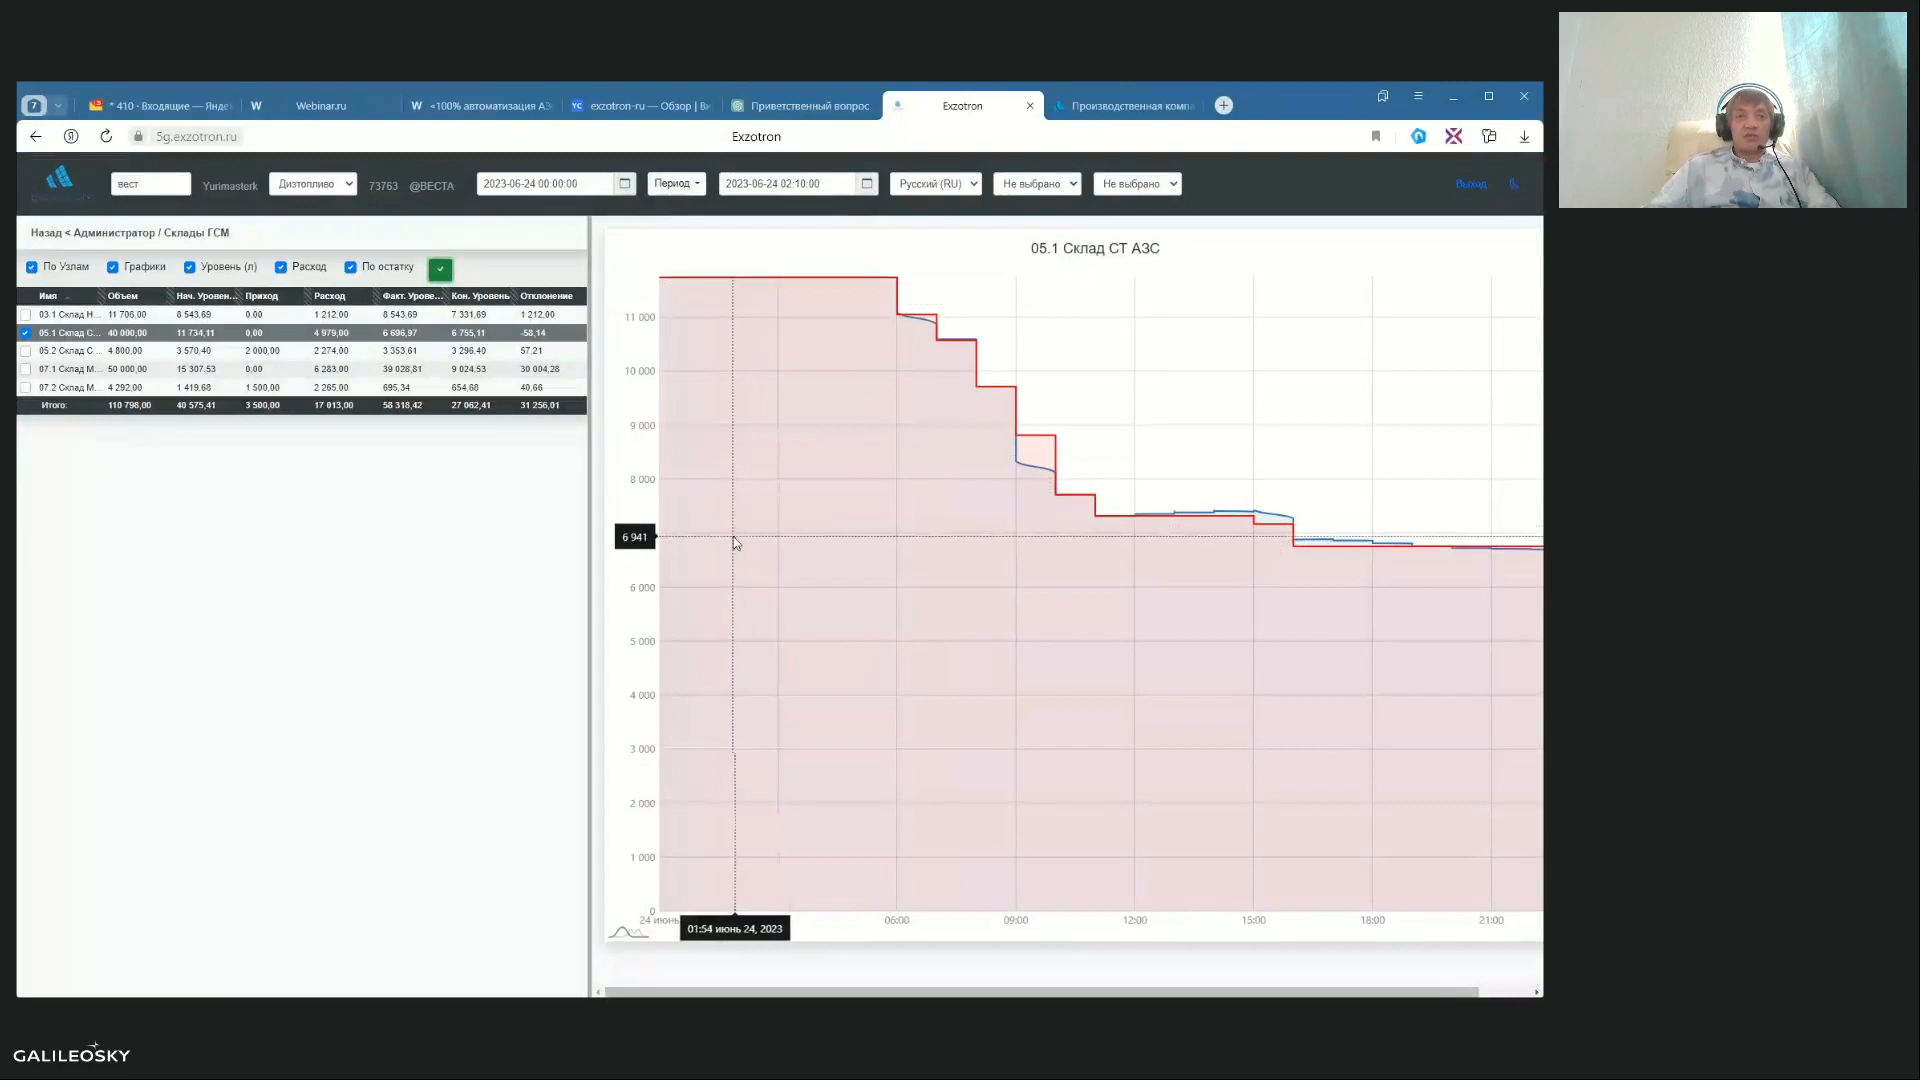 7
* 410 · Входящие — Янде
Webinar.ru
<100% автоматизация АЗ
exzotron-ru — Обзор | Ви
Приветственный вопрос
Exzotron
Производственная комп
5g.exzotron.ru
Exzotron
вест
Yurimasterk
Дизтопливо
73763
@ВЕСТА
2023-06-24 00:00:00
Период
2023-06-24 02:10:00
Русский (RU)
Не выбрано
Не выбрано
Выход
Назад < Администратор / Склады ГСМ
По Узлам
Графики
Уровень (л)
Расход
По остатку
Имя Объем Нач. Уровен... Приход Расход Факт. Урове... Кон. Уровень Отклонение
03.1 Склад Н... 11 706,00 8 543,69 0,00 1 212,00 8 543,69 7 331,69 1 212,00
05.1 Склад С... 40 000,00 11 734,11 0,00 4 979,00 6 696,97 6 755,11 -58,14
05.2 Склад С... 4 800,00 3 570,40 2 000,00 2 274,00 3 353,61 3 296,40 57,21
07.1 Склад М... 50 000,00 15 307,53 0,00 6 283,00 39 028,81 9 024,53 30 004,28
07.2 Склад М... 4 292,00 1 419,68 1 500,00 2 265,00 695,34 654,68 40,66
Итого: 110 798,00 40 575,41 3 500,00 17 013,00 58 318,42 27 062,41 31 256,01
05.1 Склад СТ АЗС
11 000
10 000
9 000
8 000
6 941
6 000
5 000
4 000
3 000
2 000
1 000
0
24 июнь
06:00
09:00
12:00
15:00
18:00
21:00
01:54 июнь 24, 2023
GALILEOSKY